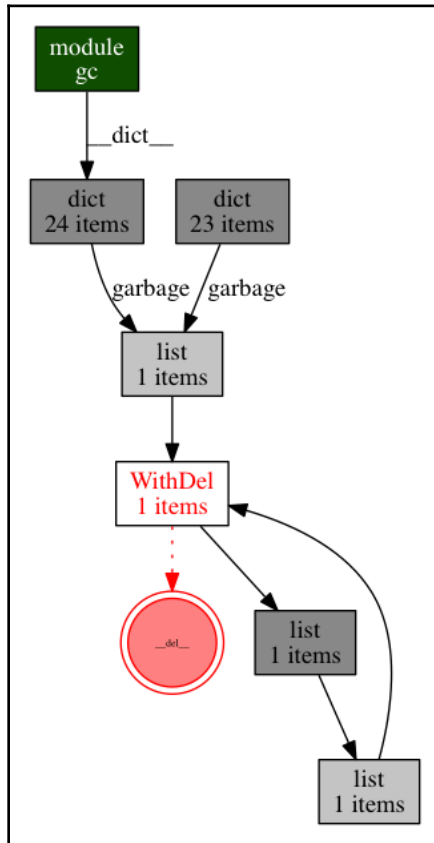 module
gc
__dict__
dict
24 items
dict
23 items
garbage
garbage
list
1 items
WithDel
1 items
__del__
list
1 items
list
1 items